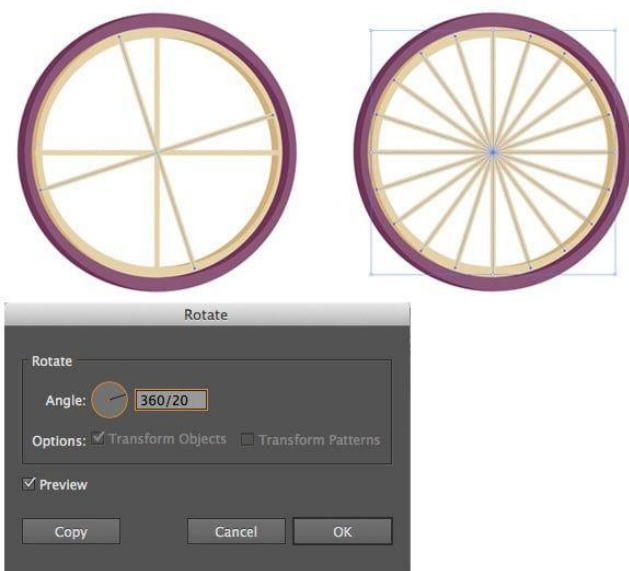 Rotate
Rotate
Angle: 360/20
Options: Transform Objects Transform Patterns
Preview
Copy Cancel OK